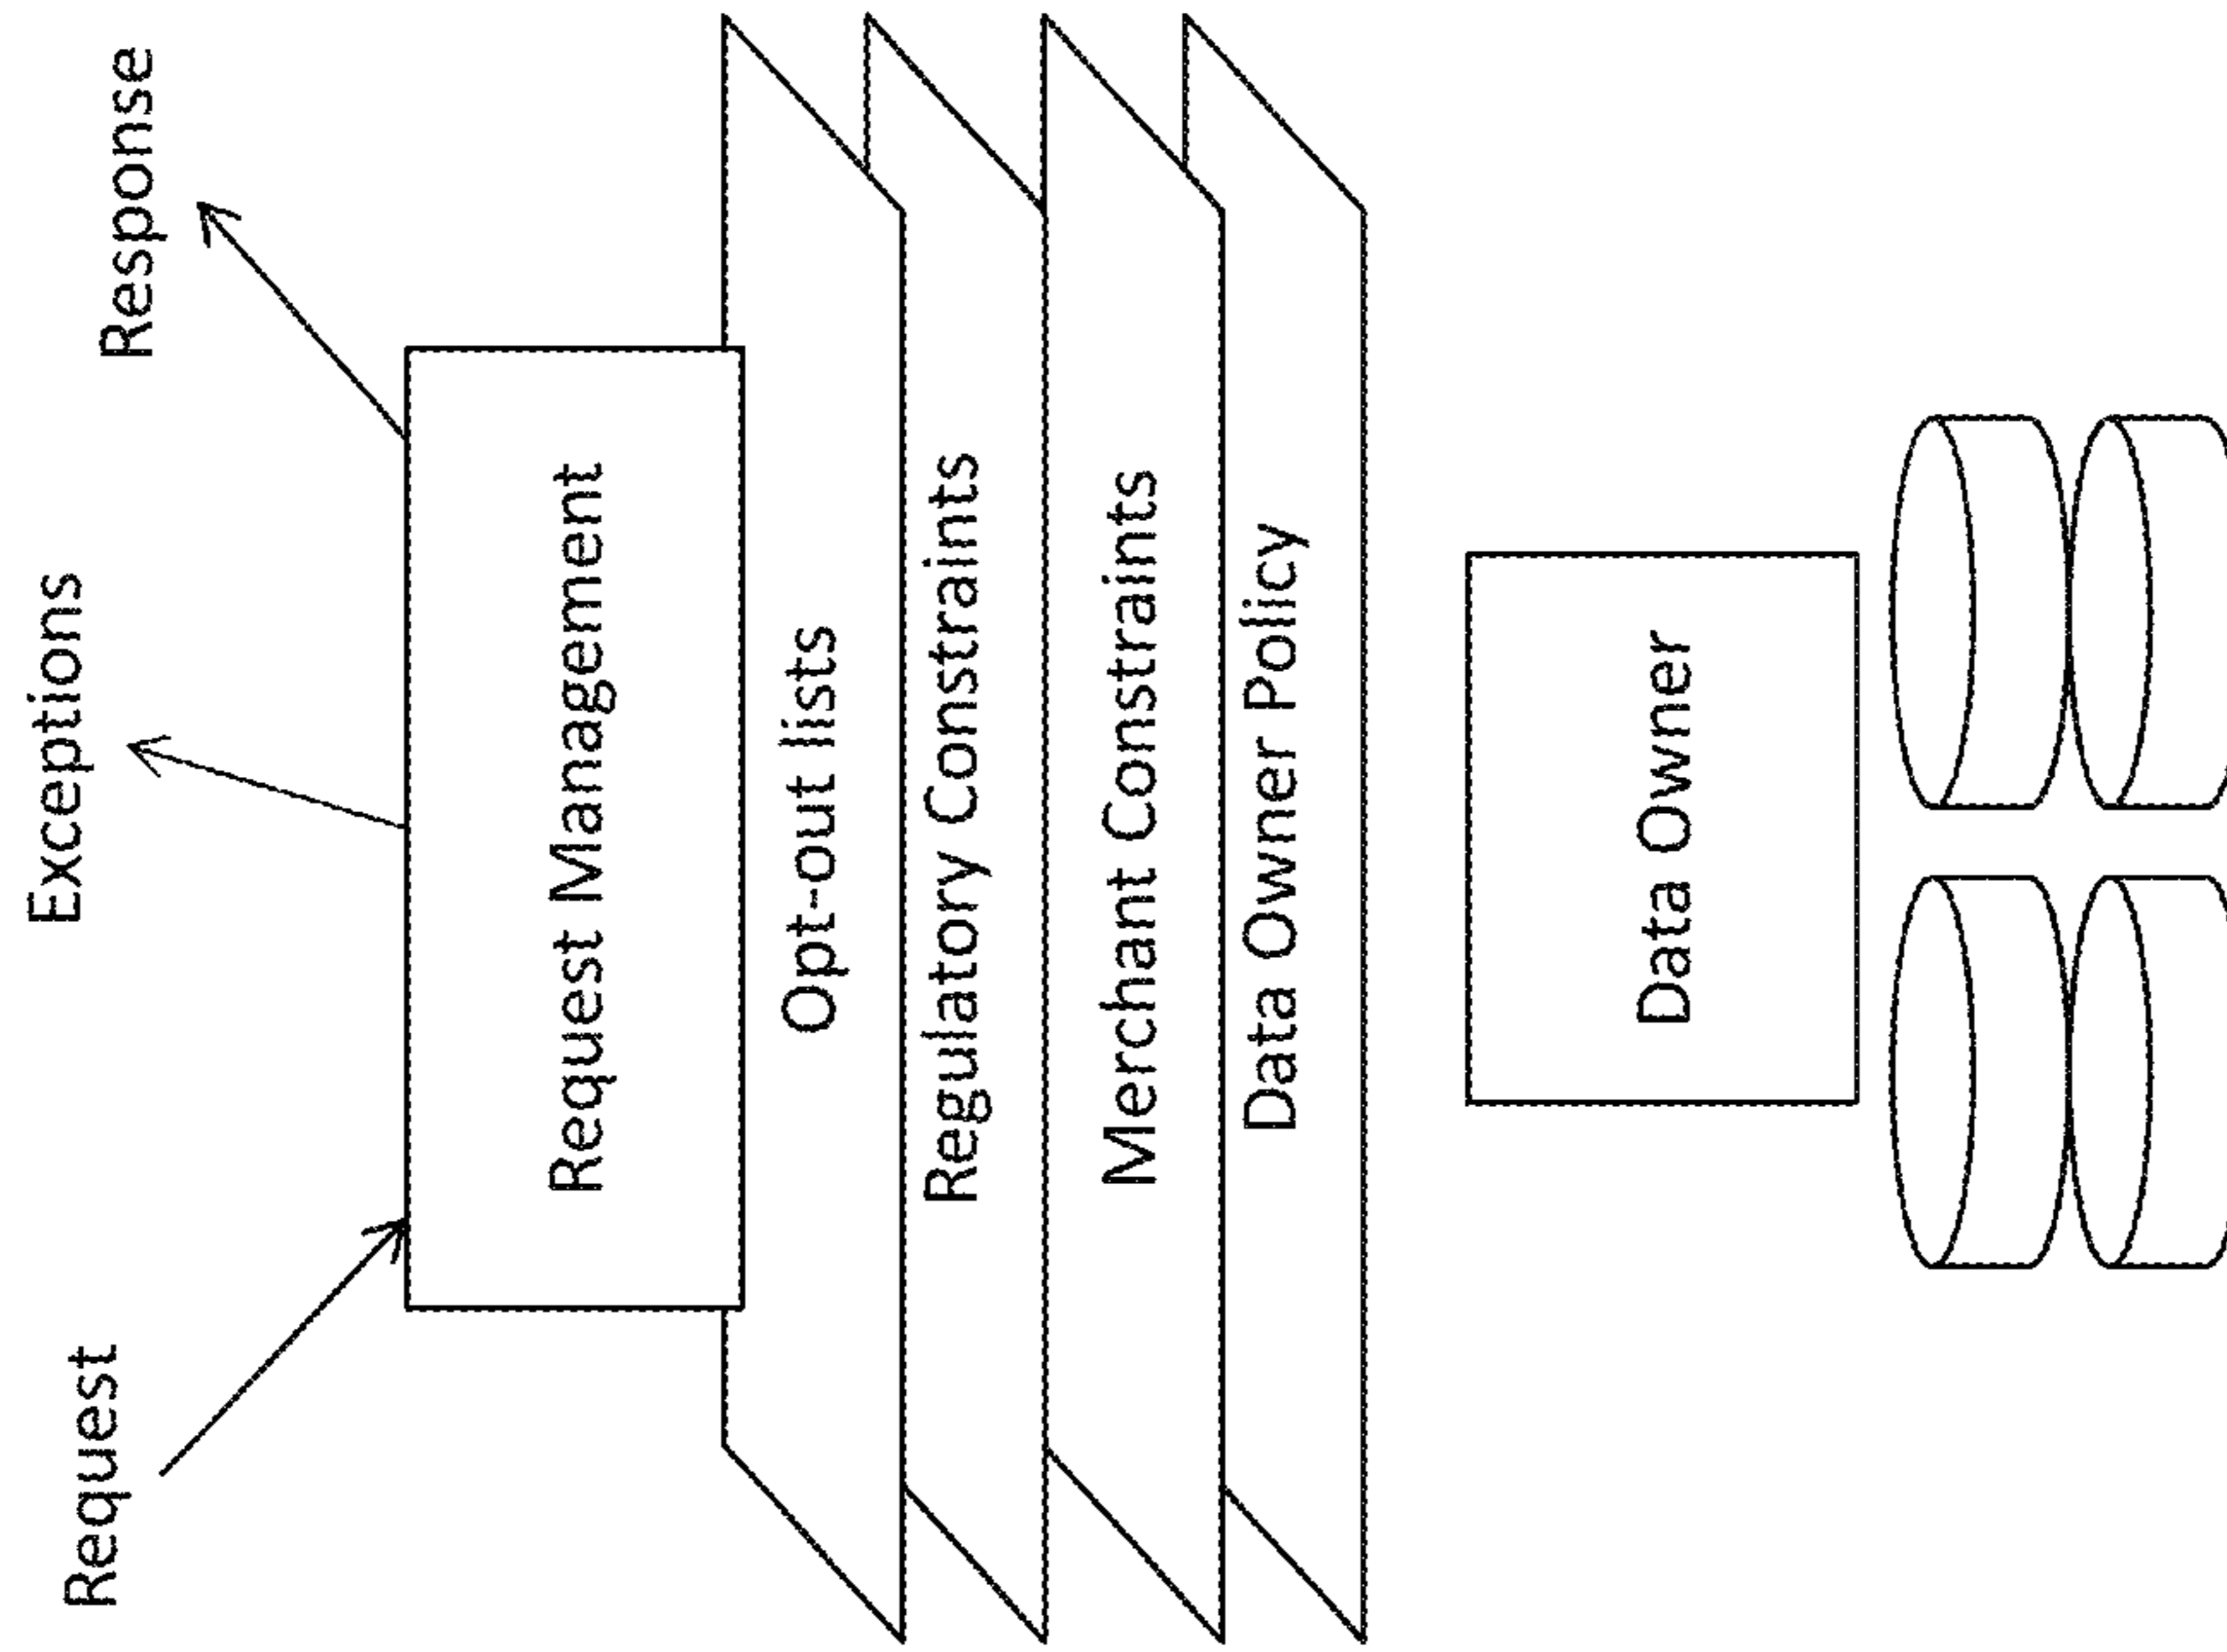 Request
Exceptions
Response
Request Management
Opt-out lists
Regulatory Constraints
Merchant Constraints
Data Owner Policy
Data Owner